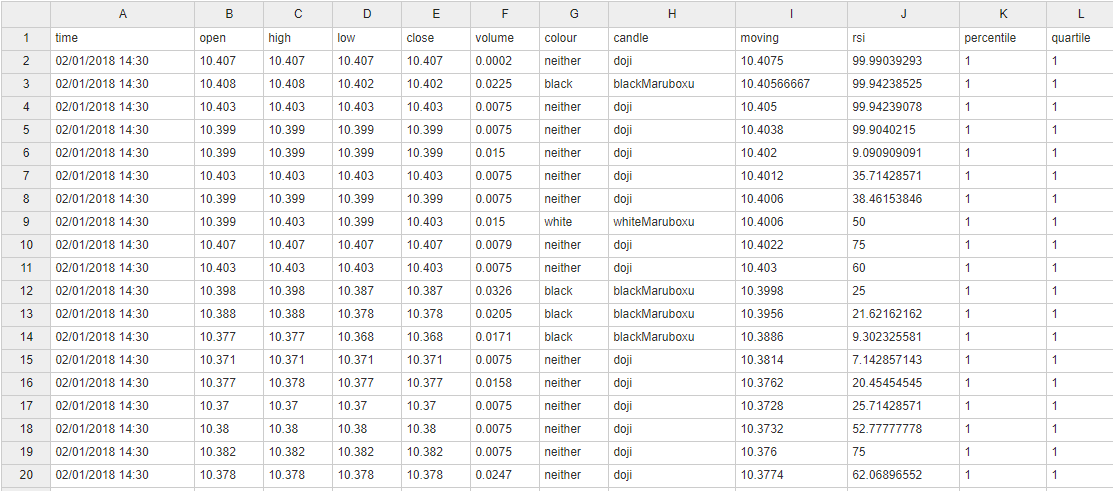 A B C D E F G H I J K L
1 time open high low close volume colour candle moving rsi percentile quartile
2 02/01/2018 14:30 10.407 10.407 10.407 10.407 0.0002 neither doji 10.4075 99.99039293 1 1
3 02/01/2018 14:30 10.408 10.408 10.402 10.402 0.0225 black blackMaruboxu 10.40566667 99.94238525 1 1
4 02/01/2018 14:30 10.403 10.403 10.403 10.403 0.0075 neither doji 10.405 99.94239078 1 1
5 02/01/2018 14:30 10.399 10.399 10.399 10.399 0.0075 neither doji 10.4038 99.9040215 1 1
6 02/01/2018 14:30 10.399 10.399 10.399 10.399 0.015 neither doji 10.402 9.090909091 1 1
7 02/01/2018 14:30 10.403 10.403 10.403 10.403 0.0075 neither doji 10.4012 35.71428571 1 1
8 02/01/2018 14:30 10.399 10.399 10.399 10.399 0.0075 neither doji 10.4006 38.46153846 1 1
9 02/01/2018 14:30 10.399 10.403 10.399 10.403 0.015 white whiteMaruboxu 10.4006 50 1 1
10 02/01/2018 14:30 10.407 10.407 10.407 10.407 0.0079 neither doji 10.4022 75 1 1
11 02/01/2018 14:30 10.403 10.403 10.403 10.403 0.0075 neither doji 10.403 60 1 1
12 02/01/2018 14:30 10.398 10.398 10.387 10.387 0.0326 black blackMaruboxu 10.3998 25 1 1
13 02/01/2018 14:30 10.388 10.388 10.378 10.378 0.0205 black blackMaruboxu 10.3956 21.62162162 1 1
14 02/01/2018 14:30 10.377 10.377 10.368 10.368 0.0171 black blackMaruboxu 10.3886 9.302325581 1 1
15 02/01/2018 14:30 10.371 10.371 10.371 10.371 0.0075 neither doji 10.3814 7.142857143 1 1
16 02/01/2018 14:30 10.377 10.378 10.377 10.377 0.0158 neither doji 10.3762 20.45454545 1 1
17 02/01/2018 14:30 10.37 10.37 10.37 10.37 0.0075 neither doji 10.3728 25.71428571 1 1
18 02/01/2018 14:30 10.38 10.38 10.38 10.38 0.0075 neither doji 10.3732 52.77777778 1 1
19 02/01/2018 14:30 10.382 10.382 10.382 10.382 0.0075 neither doji 10.376 75 1 1
20 02/01/2018 14:30 10.378 10.378 10.378 10.378 0.0247 neither doji 10.3774 62.06896552 1 1